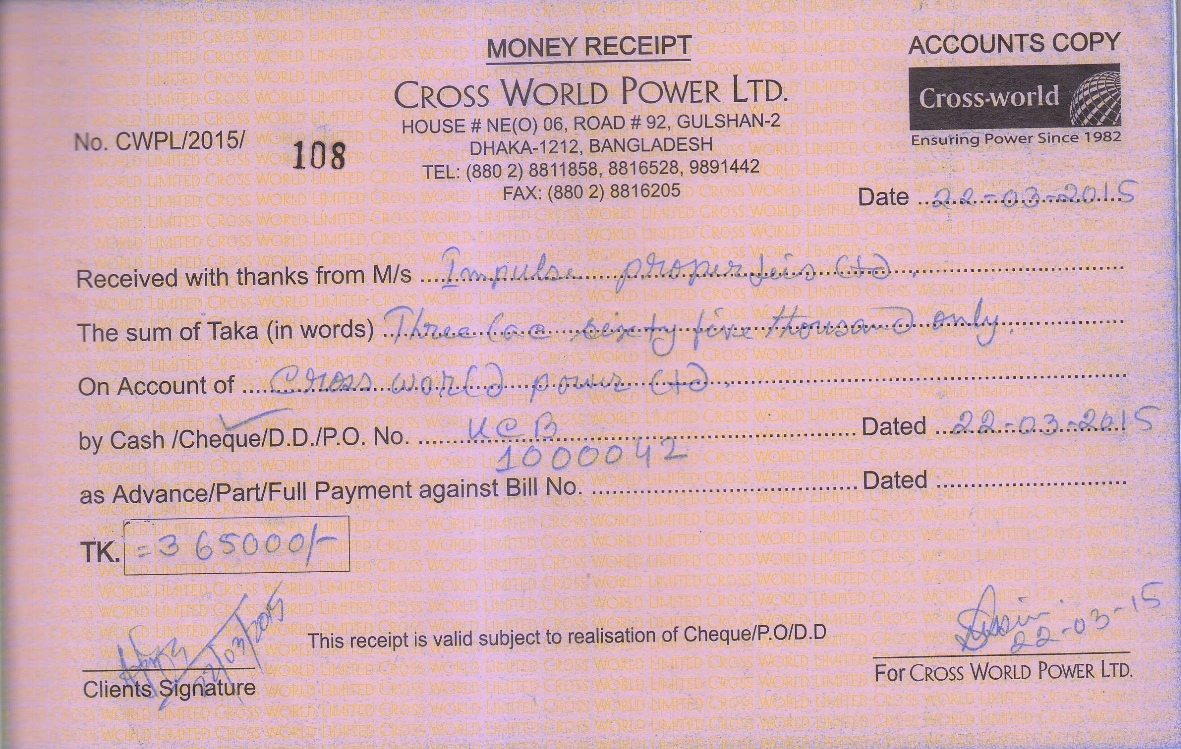 MONEY RECEIPT
ACCOUNTS COPY
CROSS WORLD POWER LTD.
Cross-world
Ensuring Power Since 1982
HOUSE # NE(O) 06, ROAD # 92, GULSHAN-2
DHAKA-1212, BANGLADESH
TEL: (880 2) 8811858, 8816528, 9891442
FAX: (880 2) 8816205
No. CWPL/2015/ 108
Date 22-03-2015
Received with thanks from M/s Impulse properteis Ltd.
The sum of Taka (in words) Three Lac sixty five thousand only.
On Account of Cross world power Ltd.
by Cash /Cheque/D.D./P.O. No. UCB Dated 22-03-2015
1000042
as Advance/Part/Full Payment against Bill No. Dated :
TK. =365000/-
22/03/2015
22-03-15
This receipt is valid subject to realisation of Cheque/P.O/D.D
Clients Signature
For CROSS WORLD POWER LTD.